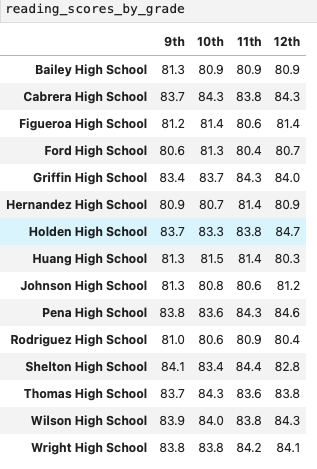 reading_scores_by_grade
9th 10th 11th 12th
Bailey High School 81.3 80.9 80.9 80.9
Cabrera High School 83.7 84.3 83.8 84.3
Figueroa High School 81.2 81.4 80.6 81.4
Ford High School 80.6 81.3 80.4 80.7
Griffin High School 83.4 83.7 84.3 84.0
Hernandez High School 80.9 80.7 81.4 80.9
Holden High School 83.7 83.3 83.8 84.7
Huang High School 81.3 81.5 81.4 80.3
Johnson High School 81.3 80.8 80.6 81.2
Pena High School 83.8 83.6 84.3 84.6
Rodriguez High School 81.0 80.6 80.9 80.4
Shelton High School 84.1 83.4 84.4 82.8
Thomas High School 83.7 84.3 83.6 83.8
Wilson High School 83.9 84.0 83.8 84.3
Wright High School 83.8 83.8 84.2 84.1